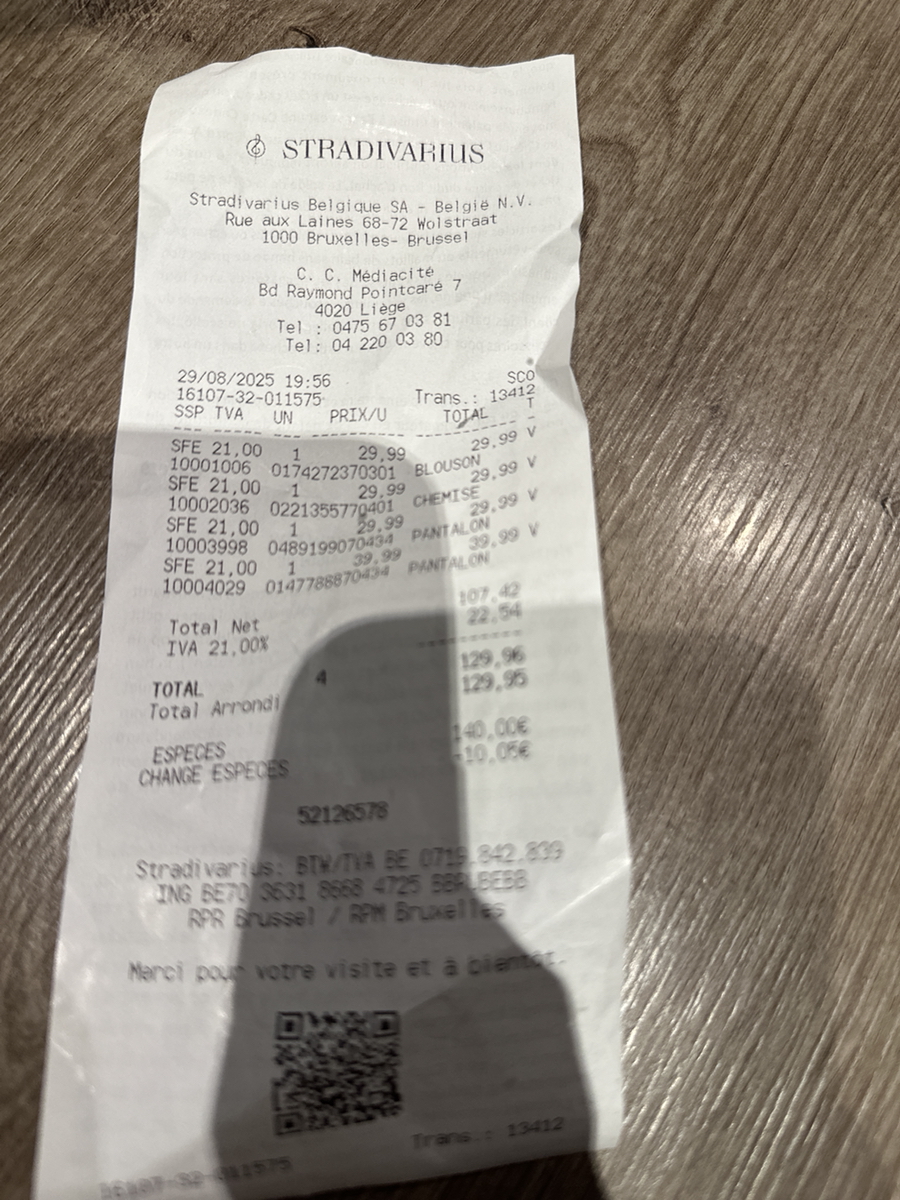 STRADIVARIUS
Stradivarius Belgique SA - België N.V.
Rue aux Laines 68-72 Wolstraat
1000 Bruxelles- Brussel
C. C. Médiacité
Bd Raymond Pointcaré 7
4020 Liège
Tel : 0475 67 03 81
Tel: 04 220 03 80
29/08/2025 19:56 SCO
16107-32-011575 Trans.: 13412
SSP TVA UN PRIX/U TOTAL T
SFE 21,00 1 29,99 29,99 V
10001006 0174272370301 BLOUSON
SFE 21,00 1 29,99 29,99 V
10002036 0221355770401 CHEMISE
SFE 21,00 1 29,99 29,99 V
10003998 0489199070434 PANTALON
SFE 21,00 1 39,99 39,99 V
10004029 0147788870434 PANTALON
Total Net 107,42
IVA 21,00% 22,54
TOTAL 4 129,96
Total Arrondi 129,95
ESPECES 140,00€
CHANGE ESPECES -10,05€
52126578
Stradivarius: BTW/TVA BE 0719.842.839
ING BE70 3631 8668 4725 BBRUBEBB
RPR Brussel / RPM Bruxelles
Merci pour votre visite et à bientôt.
Trans.: 13412
16107-32-011575